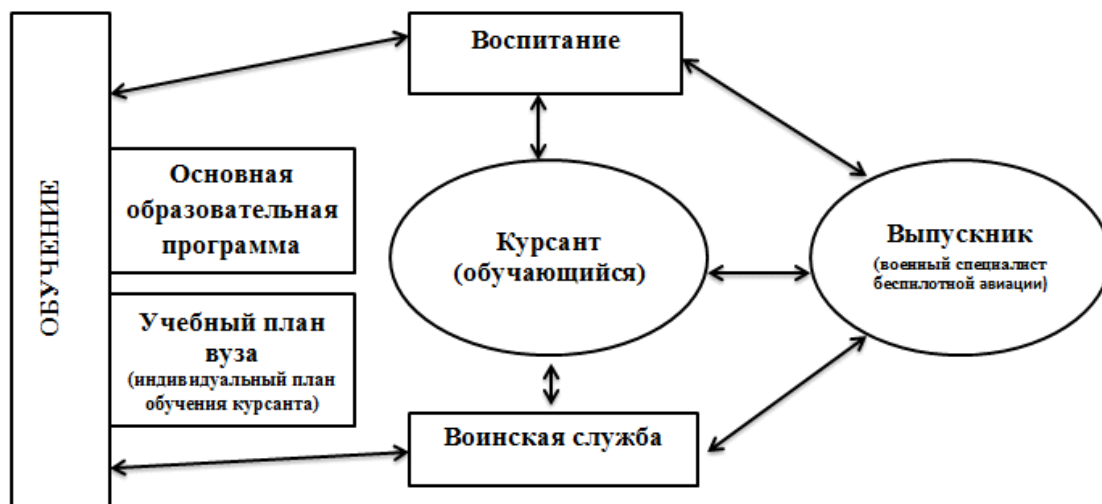 ОБУЧЕНИЕ
Воспитание
Основная
образовательная
программа
Учебный план
вуза
(индивидуальный план
обучения курсанта)
Курсант
(обучающийся)
Воинская служба
Выпускник
(военный специалист
беспилотной авиации)